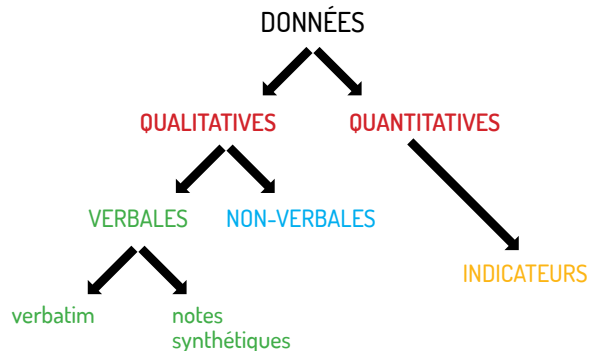 DONNÉES
QUALITATIVES
QUANTITATIVES
VERBALES
NON-VERBALES
INDICATEURS
verbatim
notes
synthétiques